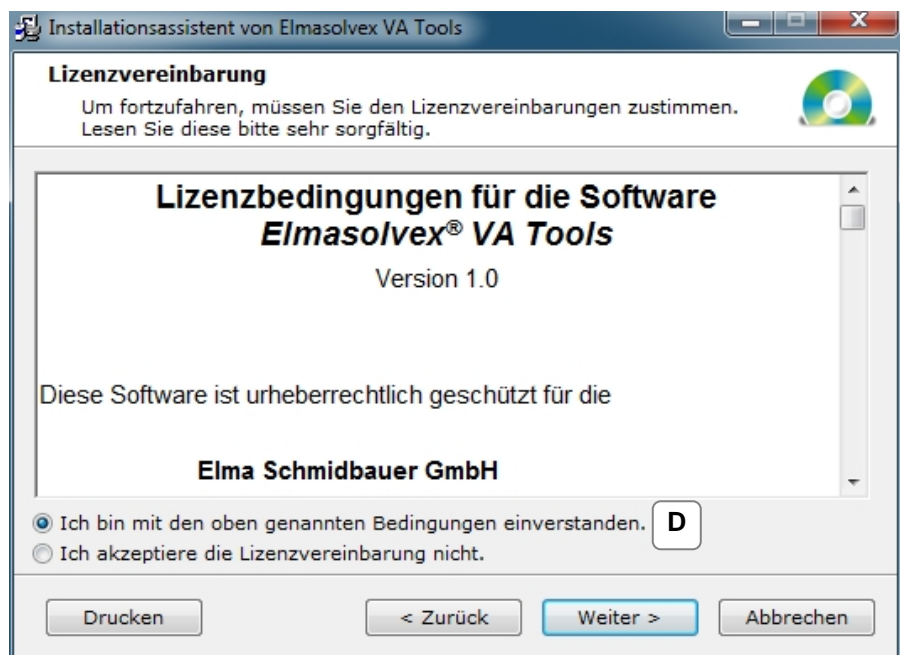 Installationsassistent von Elmasolvex VA Tools
Lizenzvereinbarung
Um fortzufahren, müssen Sie den Lizenzvereinbarungen zustimmen.
Lesen Sie diese bitte sehr sorgfältig.
Lizenzbedingungen für die Software
Elmasolvex® VA Tools
Version 1.0
Diese Software ist urheberrechtlich geschützt für die
Elma Schmidbauer GmbH
Ich bin mit den oben genannten Bedingungen einverstanden. D
Ich akzeptiere die Lizenzvereinbarung nicht.
Drucken < Zurück Weiter > Abbrechen